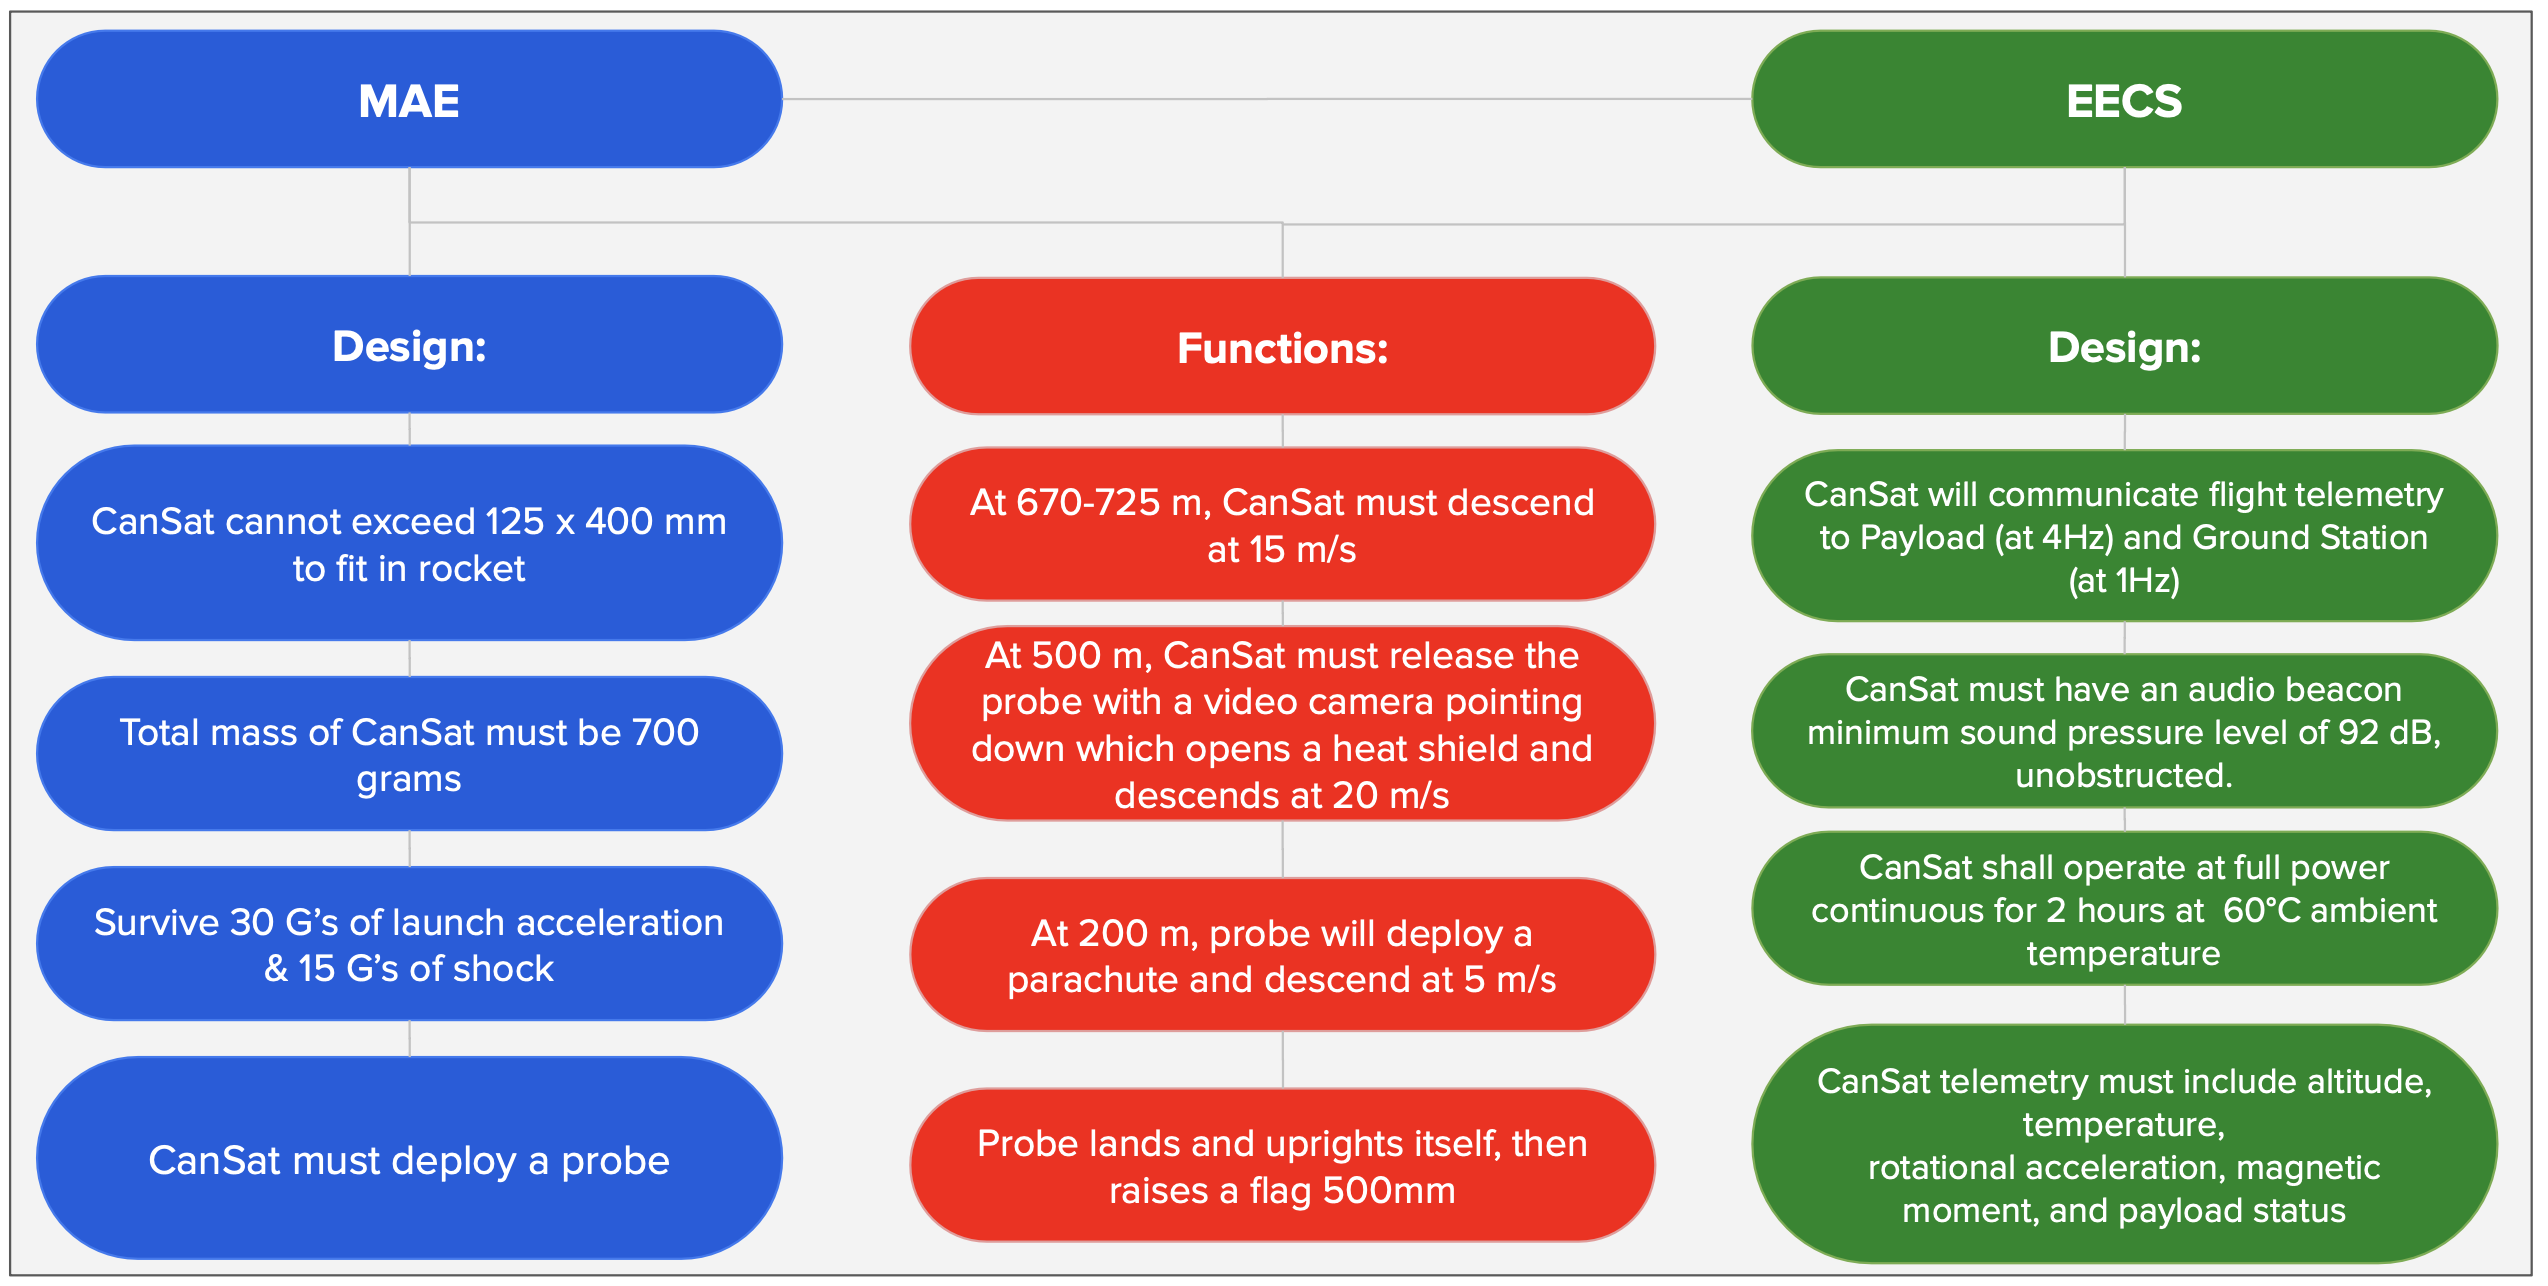 MAE
EECS
Design:
CanSat cannot exceed 125 x 400 mm
to fit in rocket
Total mass of CanSat must be 700
grams
Survive 30 G’s of launch acceleration
& 15 G’s of shock
CanSat must deploy a probe
Functions:
At 670-725 m, CanSat must descend
at 15 m/s
At 500 m, CanSat must release the
probe with a video camera pointing
down which opens a heat shield and
descends at 20 m/s
At 200 m, probe will deploy a
parachute and descend at 5 m/s
Probe lands and uprights itself, then
raises a flag 500mm
Design:
CanSat will communicate flight telemetry
to Payload (at 4Hz) and Ground Station
(at 1Hz)
CanSat must have an audio beacon
minimum sound pressure level of 92 dB,
unobstructed.
CanSat shall operate at full power
continuous for 2 hours at  60°C ambient
temperature
CanSat telemetry must include altitude,
temperature,
rotational acceleration, magnetic
moment, and payload status